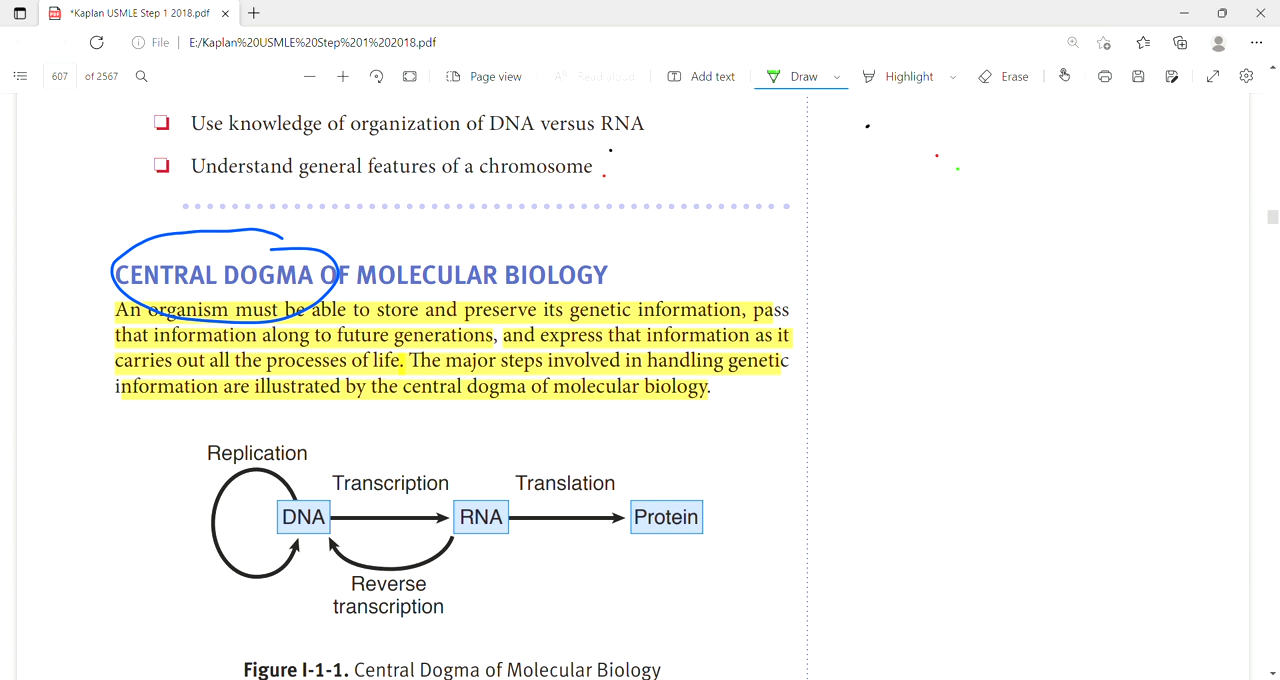 *Kaplan USMLE Step 1 2018.pdf
File | E:/Kaplan%20USMLE%20Step%201%202018.pdf
607 of 2567 Page view Read aloud Add text Draw Highlight Erase
Use knowledge of organization of DNA versus RNA
Understand general features of a chromosome
CENTRAL DOGMA OF MOLECULAR BIOLOGY
An organism must be able to store and preserve its genetic information, pass
that information along to future generations, and express that information as it
carries out all the processes of life. The major steps involved in handling genetic
information are illustrated by the central dogma of molecular biology.
Replication
Transcription Translation
DNA RNA Protein
Reverse
transcription
Figure I-1-1. Central Dogma of Molecular Biology